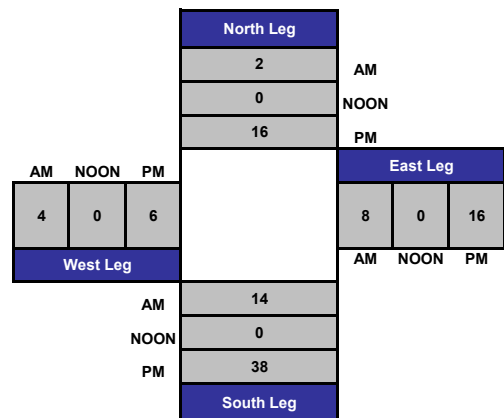 North Leg
2
AM
0
NOON
16
PM
AM NOON PM
East Leg
4 0 6
8 0 16
West Leg
AM NOON PM
AM
14
NOON
0
PM
38
South Leg